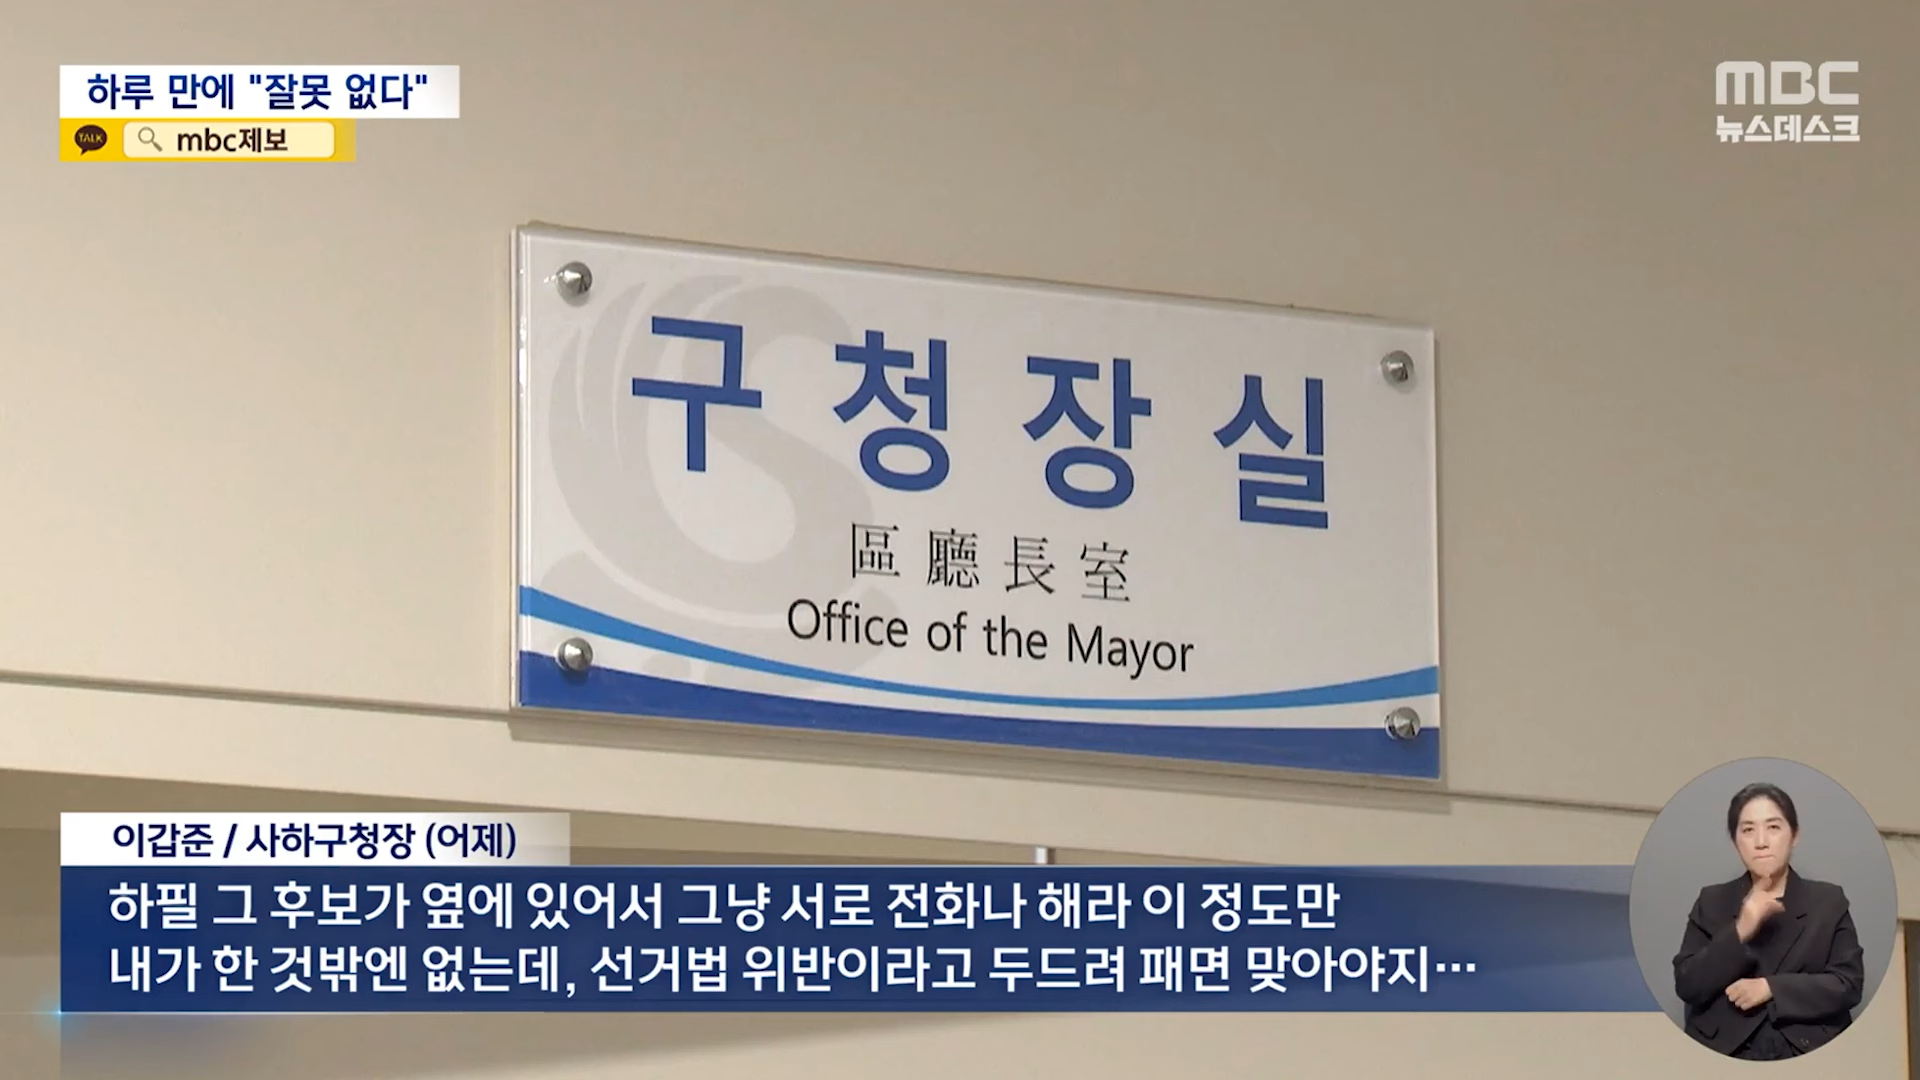 하루 만에 "잘못 없다"
TALK
mbc제보
MBC
뉴스데스크
구청장실
區廳長室
Office of the Mayor
이갑준 / 사하구청장 (어제)
하필 그 후보가 옆에 있어서 그냥 서로 전화나 해라 이 정도만
내가 한 것밖엔 없는데, 선거법 위반이라고 두드려 패면 맞아야지…